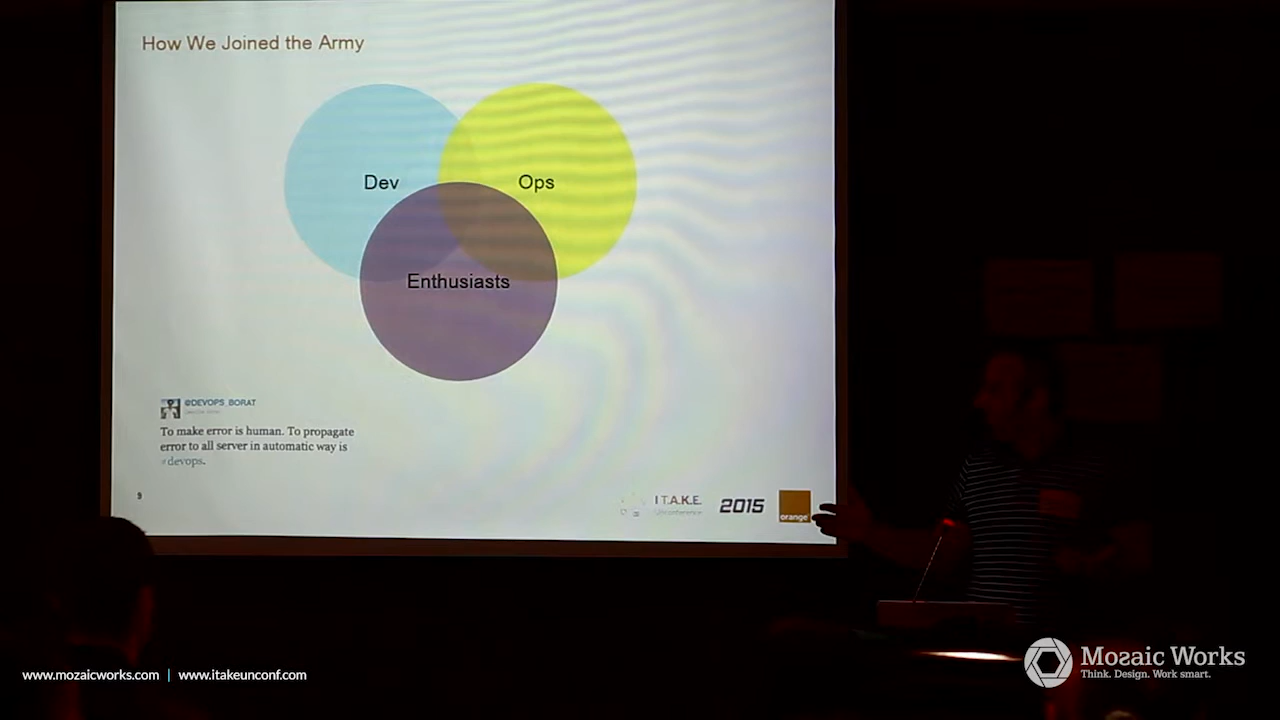 How We Joined the Army
Dev
Ops
Enthusiasts
@DEVOPS_BORAT
To make error is human. To propagate
error to all server in automatic way is
#devops.
9
I T.A.K.E.
Unconference
2015
orange
www.mozaicworks.com | www.itakeunconf.com
Mozaic Works
Think. Design. Work smart.